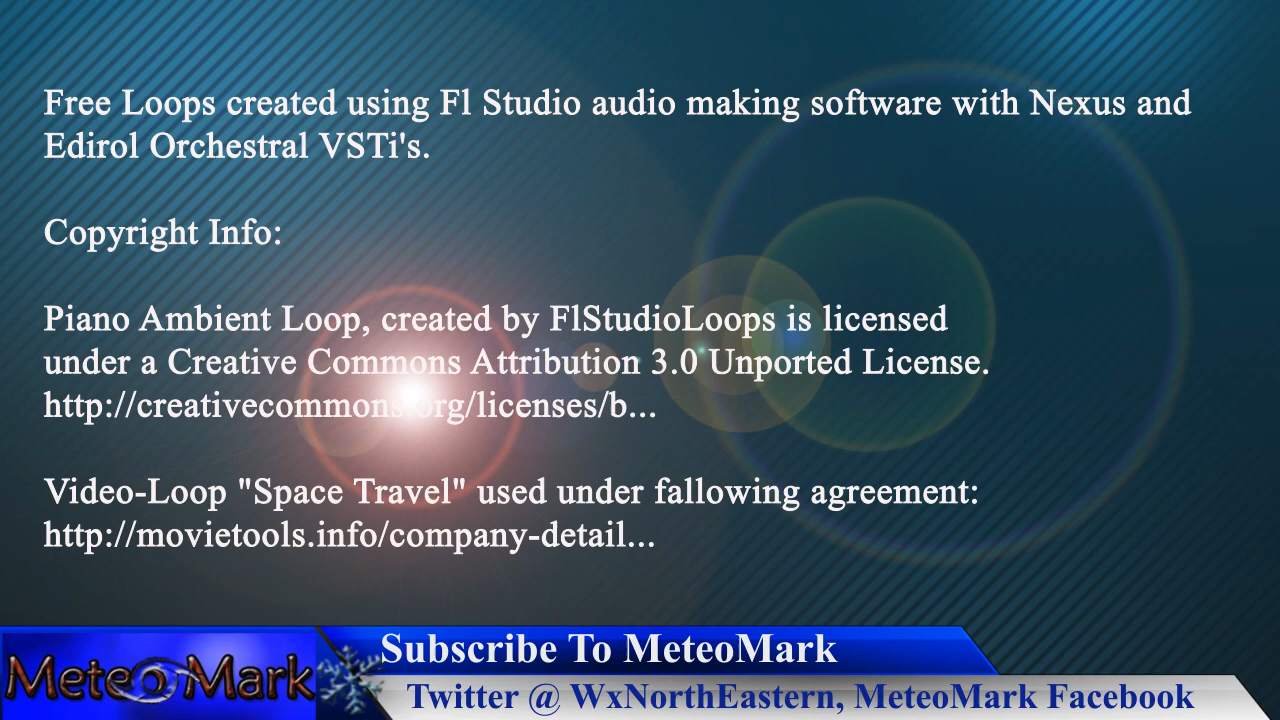 Free Loops created using Fl Studio audio making software with Nexus and
Edirol Orchestral VSTi's.
Copyright Info:
Piano Ambient Loop, created by FlStudioLoops is licensed
under a Creative Commons Attribution 3.0 Unported License.
http://creativecommons.org/licenses/b...
Video-Loop "Space Travel" used under fallowing agreement:
http://movietools.info/company-detail...
Subscribe To MeteoMark
MeteoMark
Twitter @ WxNorthEastern, MeteoMark Facebook